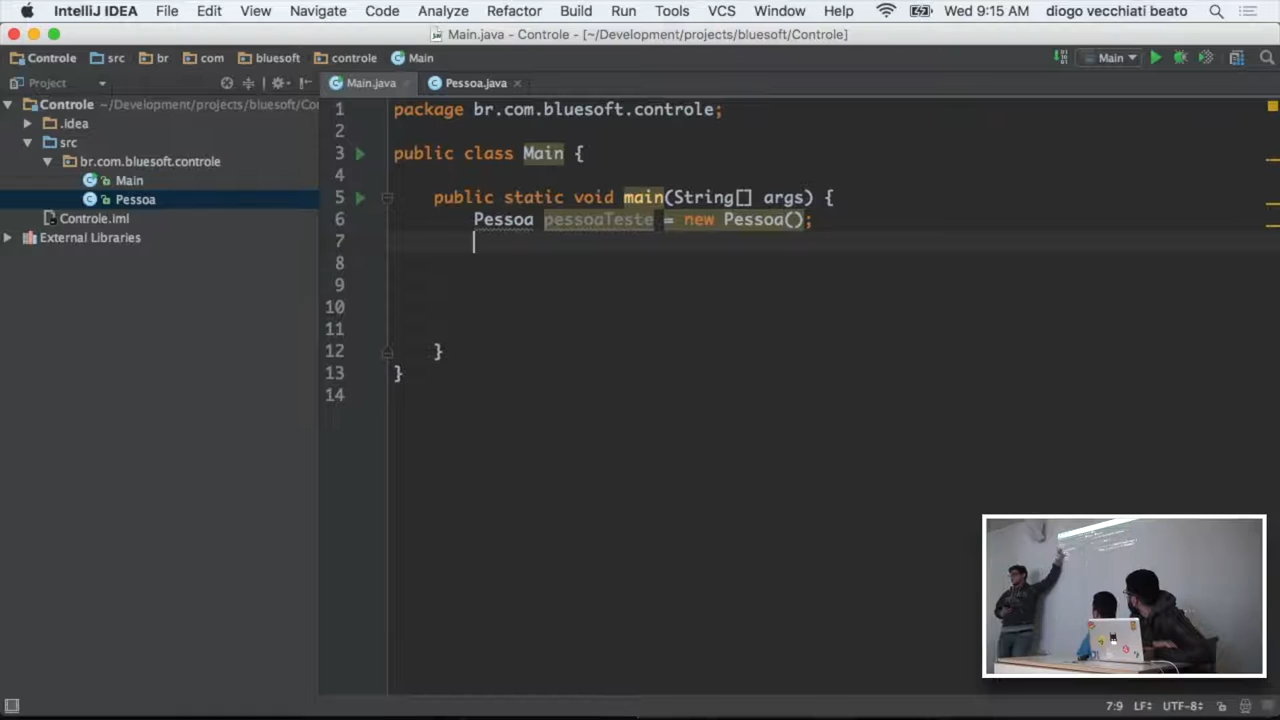 IntelliJ IDEA File Edit View Navigate Code Analyze Refactor Build Run Tools VCS Window Help Wed 9:15 AM diogo vecchiati beato
Main.java - Controle - [~/Development/projects/bluesoft/Controle]
Controle src br com bluesoft controle Main Main
Project Main.java Pessoa.java
Controle ~/Development/projects/bluesoft/Co
.idea
src
br.com.bluesoft.controle
Main
Pessoa
Controle.iml
External Libraries
1 package br.com.bluesoft.controle;
2
3 public class Main {
4
5 public static void main(String[] args) {
6 Pessoa pessoaTeste = new Pessoa();
7
8
9
10
11
12 }
13 }
14
7:9 LF UTF-8